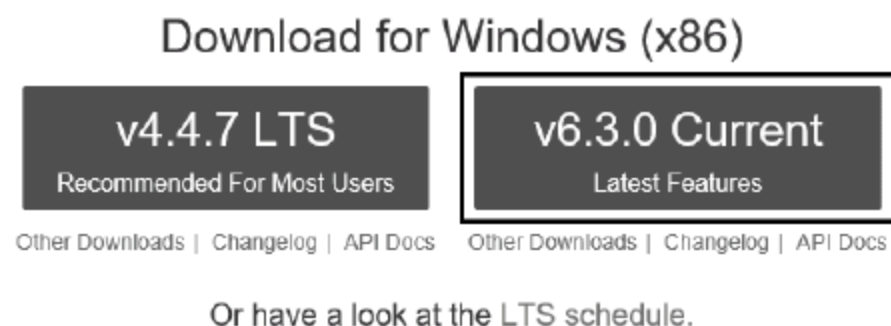 Download for Windows (x86)
v4.4.7 LTS
Recommended For Most Users
Other Downloads | Changelog | API Docs
v6.3.0 Current
Latest Features
Other Downloads | Changelog | API Docs
Or have a look at the LTS schedule.